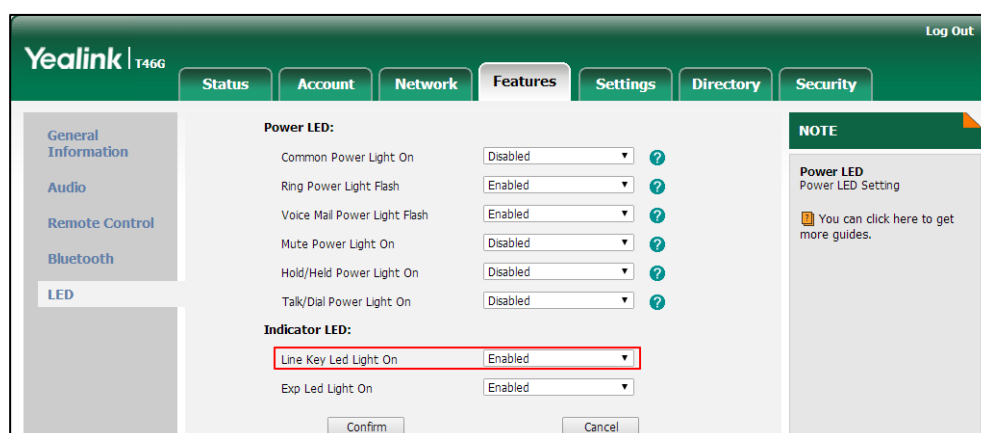 Log Out
Yealink | T46G
Status Account Network Features Settings Directory Security
General
Information
Audio
Remote Control
Bluetooth
LED
Power LED:
Common Power Light On Disabled ?
Ring Power Light Flash Enabled ?
Voice Mail Power Light Flash Enabled ?
Mute Power Light On Disabled ?
Hold/Held Power Light On Disabled ?
Talk/Dial Power Light On Disabled ?
Indicator LED:
Line Key Led Light On Enabled
Exp Led Light On Enabled
Confirm Cancel
NOTE
Power LED
Power LED Setting
? You can click here to get
more guides.